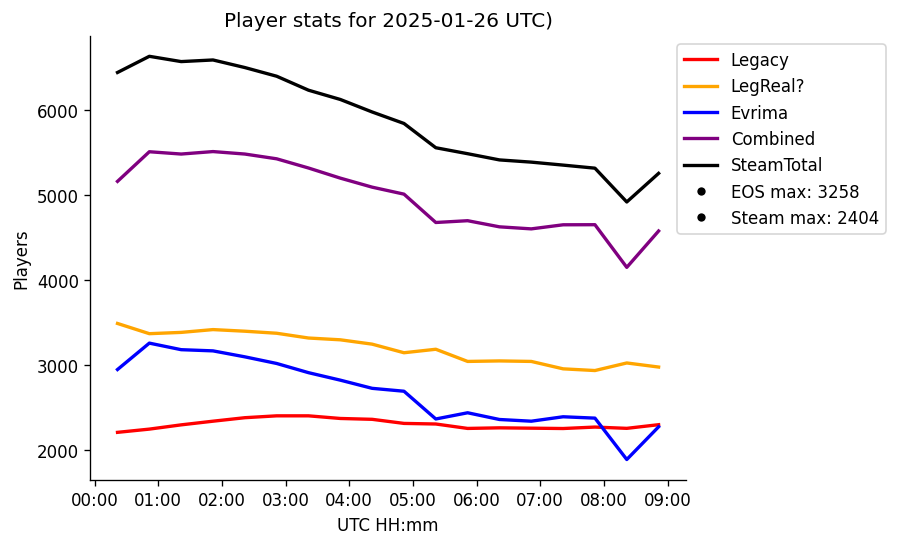 Player stats for 2025-01-26 UTC)
Legacy
LegReal?
Evrima
Combined
SteamTotal
EOS max: 3258
Steam max: 2404
Players
6000
5000
4000
3000
2000
00:00 01:00 02:00 03:00 04:00 05:00 06:00 07:00 08:00 09:00
UTC HH:mm